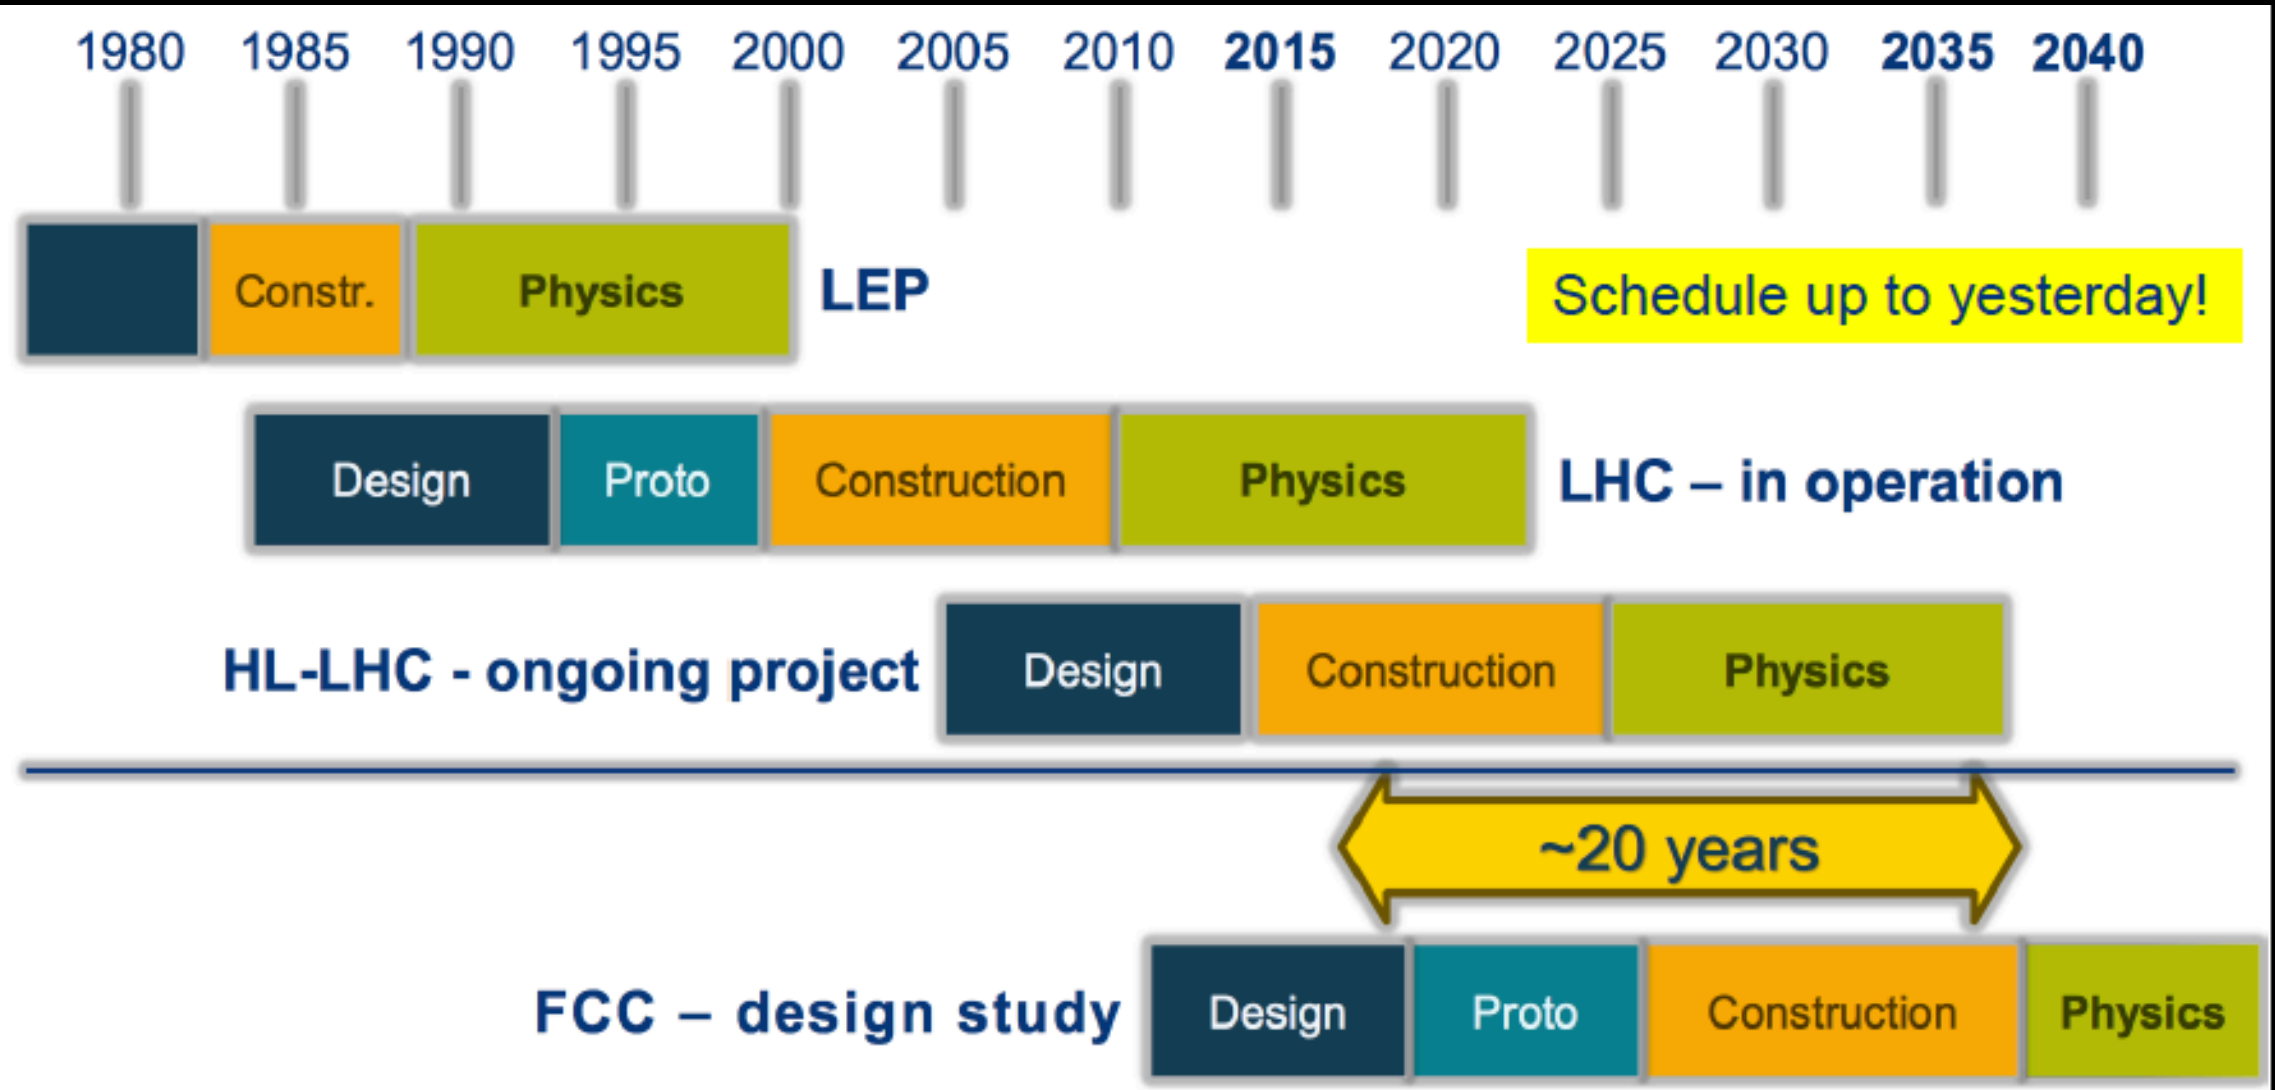 1980 1985 1990 1995 2000 2005 2010 2015 2020 2025 2030 2035 2040
Constr. Physics LEP Schedule up to yesterday!
Design Proto Construction Physics LHC – in operation
HL-LHC - ongoing project Design Construction Physics
~20 years
FCC – design study Design Proto Construction Physics